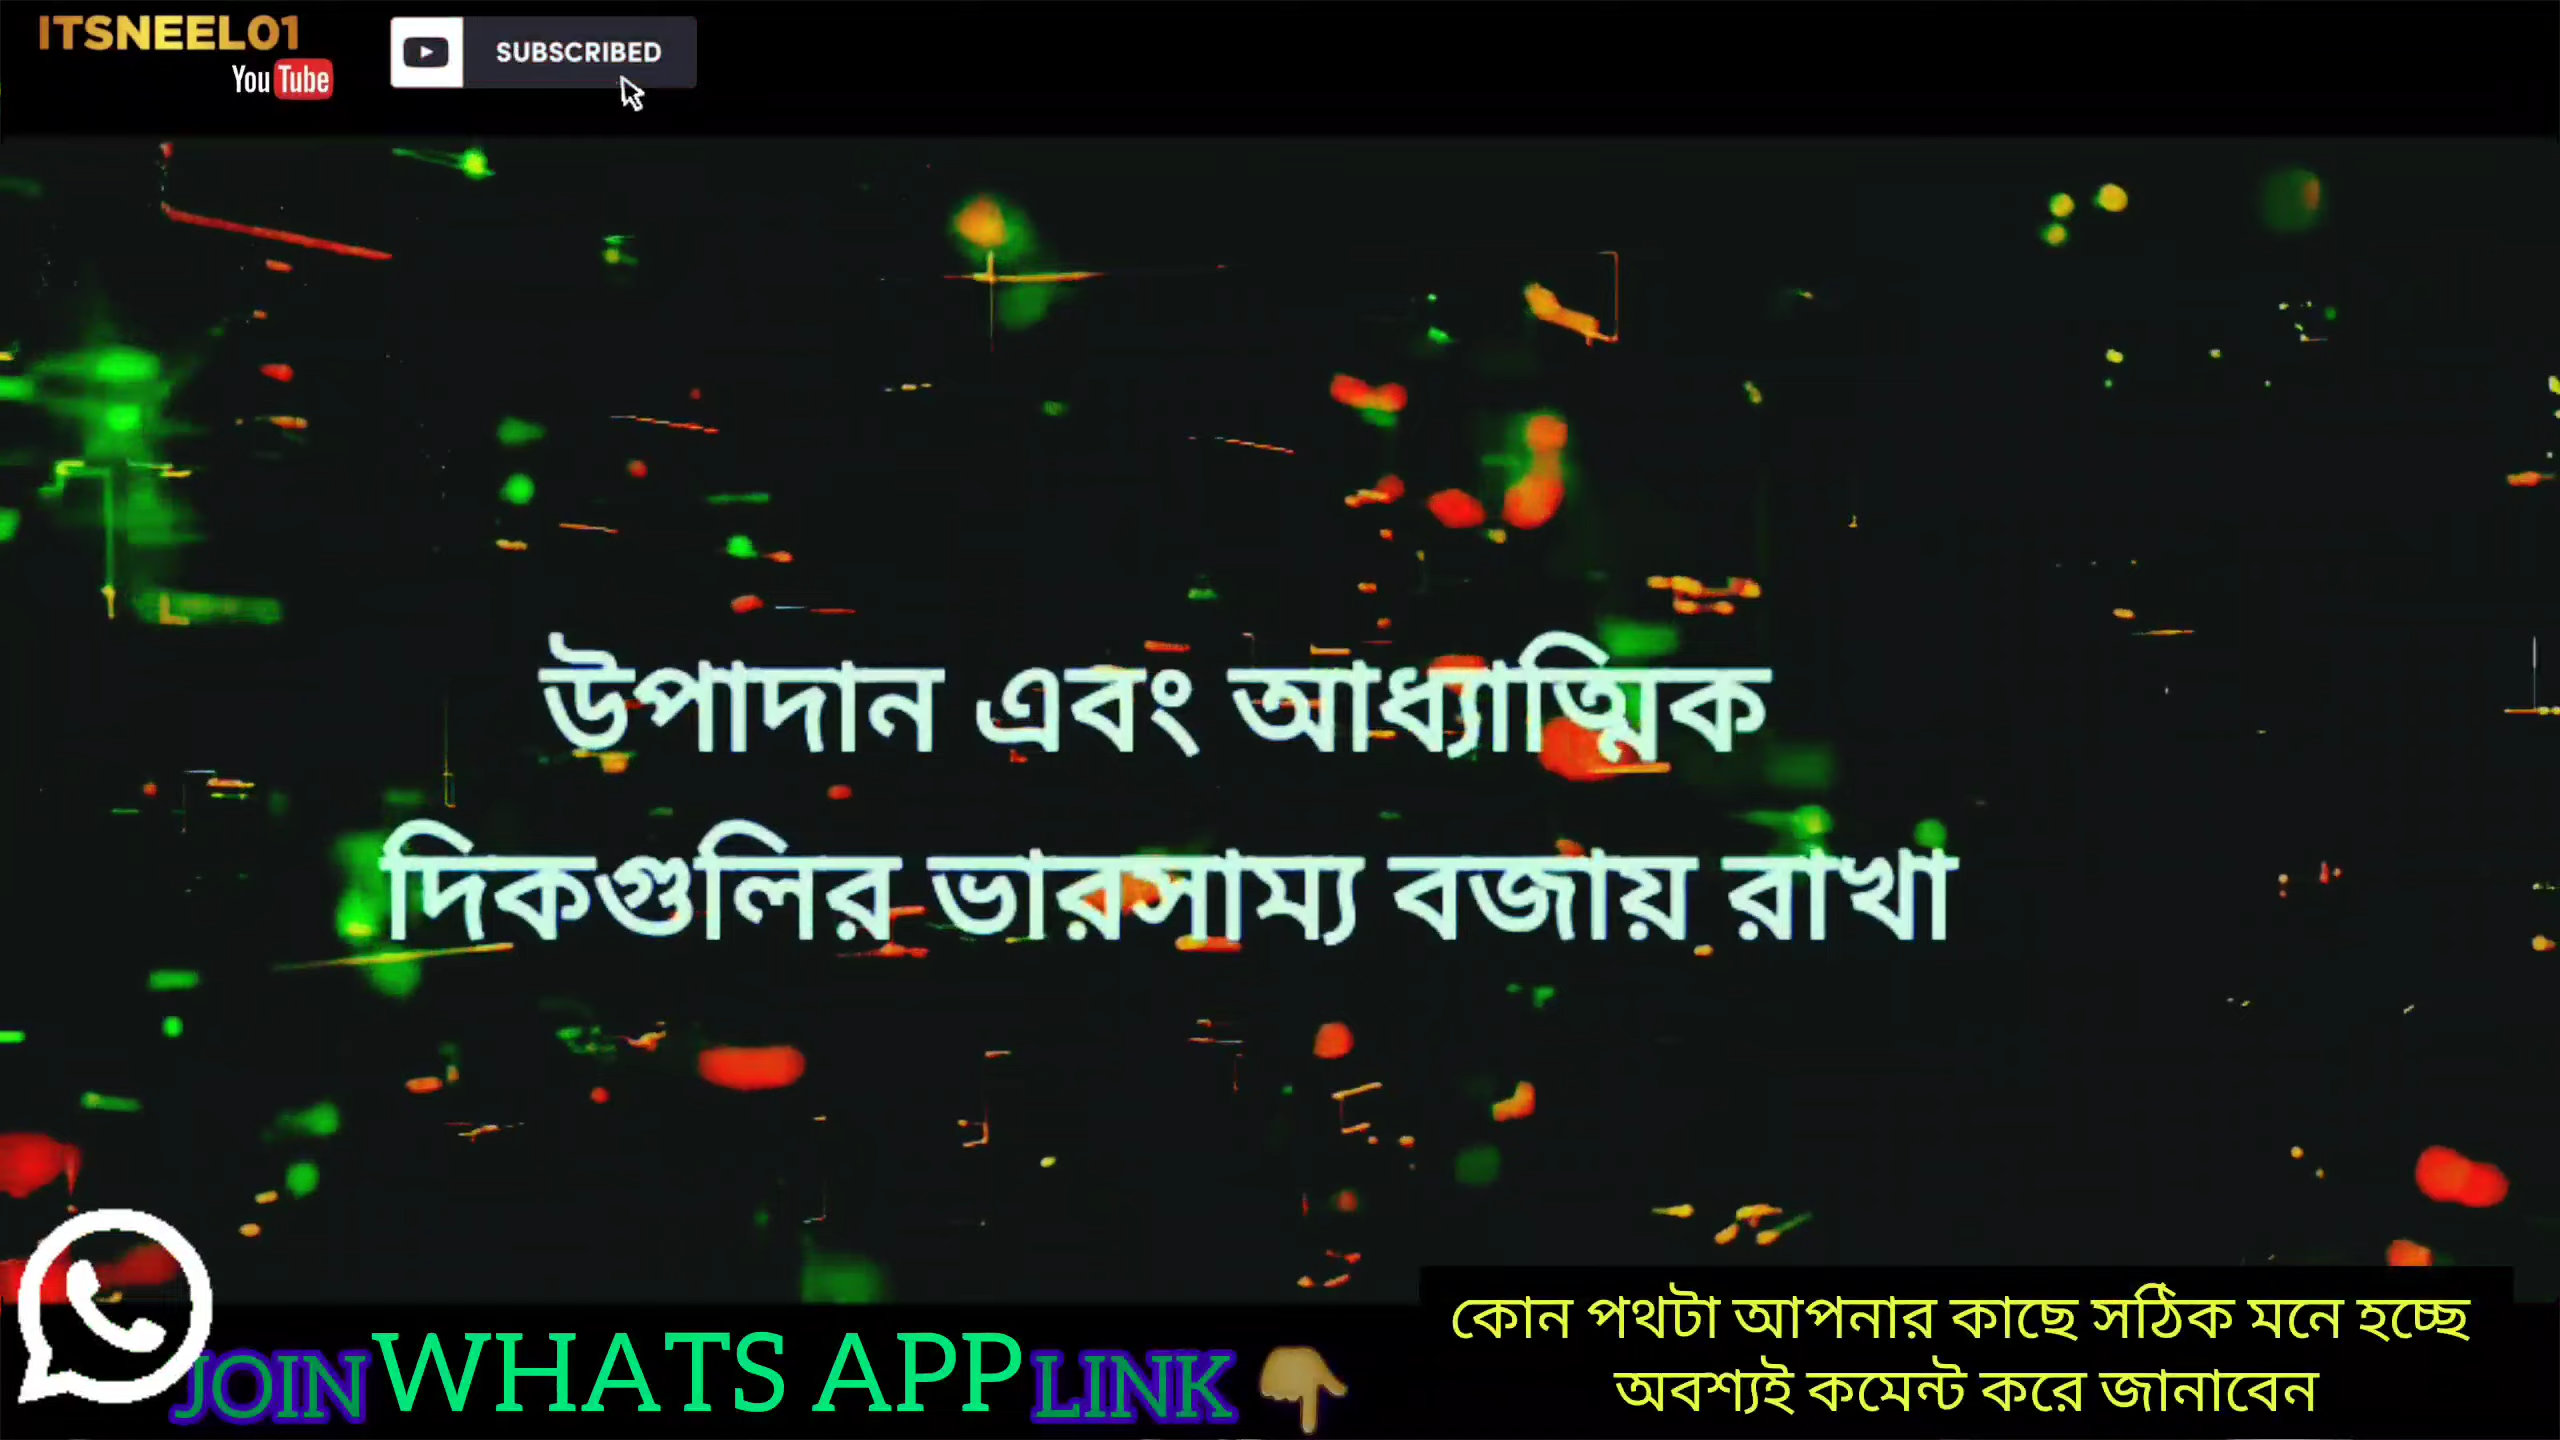 ITSNEEL01
YouTube
SUBSCRIBED
উপাদান এবং আধ্যাত্মিক
দিকগুলির ভারসাম্য বজায় রাখা
JOIN WHATS APP LINK
কোন পথটা আপনার কাছে সঠিক মনে হচ্ছে
অবশ্যই কমেন্ট করে জানাবেন